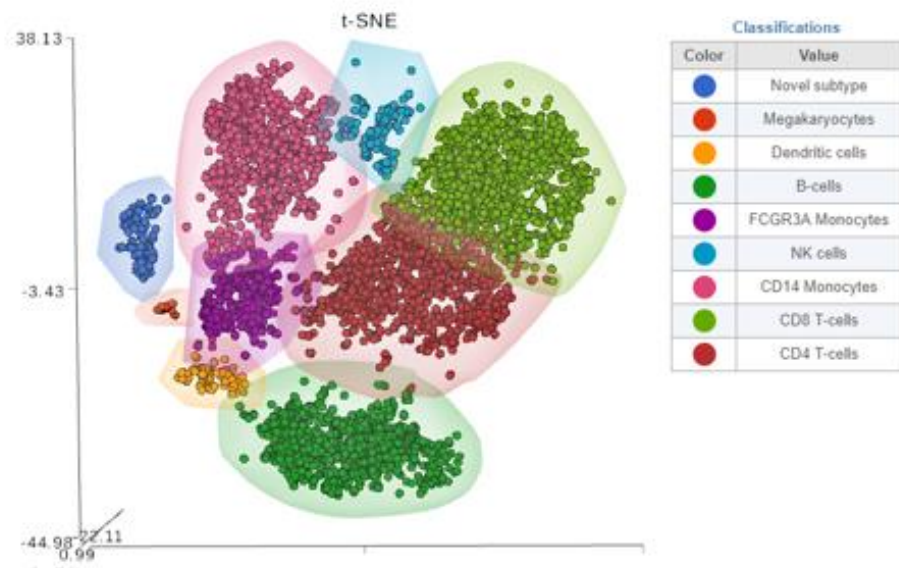 t-SNE
38.13
-3.43
-44.98
-22.11
0.99
Classifications
Color Value
Novel subtype
Megakaryocytes
Dendritic cells
B-cells
FCGR3A Monocytes
NK cells
CD14 Monocytes
CD8 T-cells
CD4 T-cells